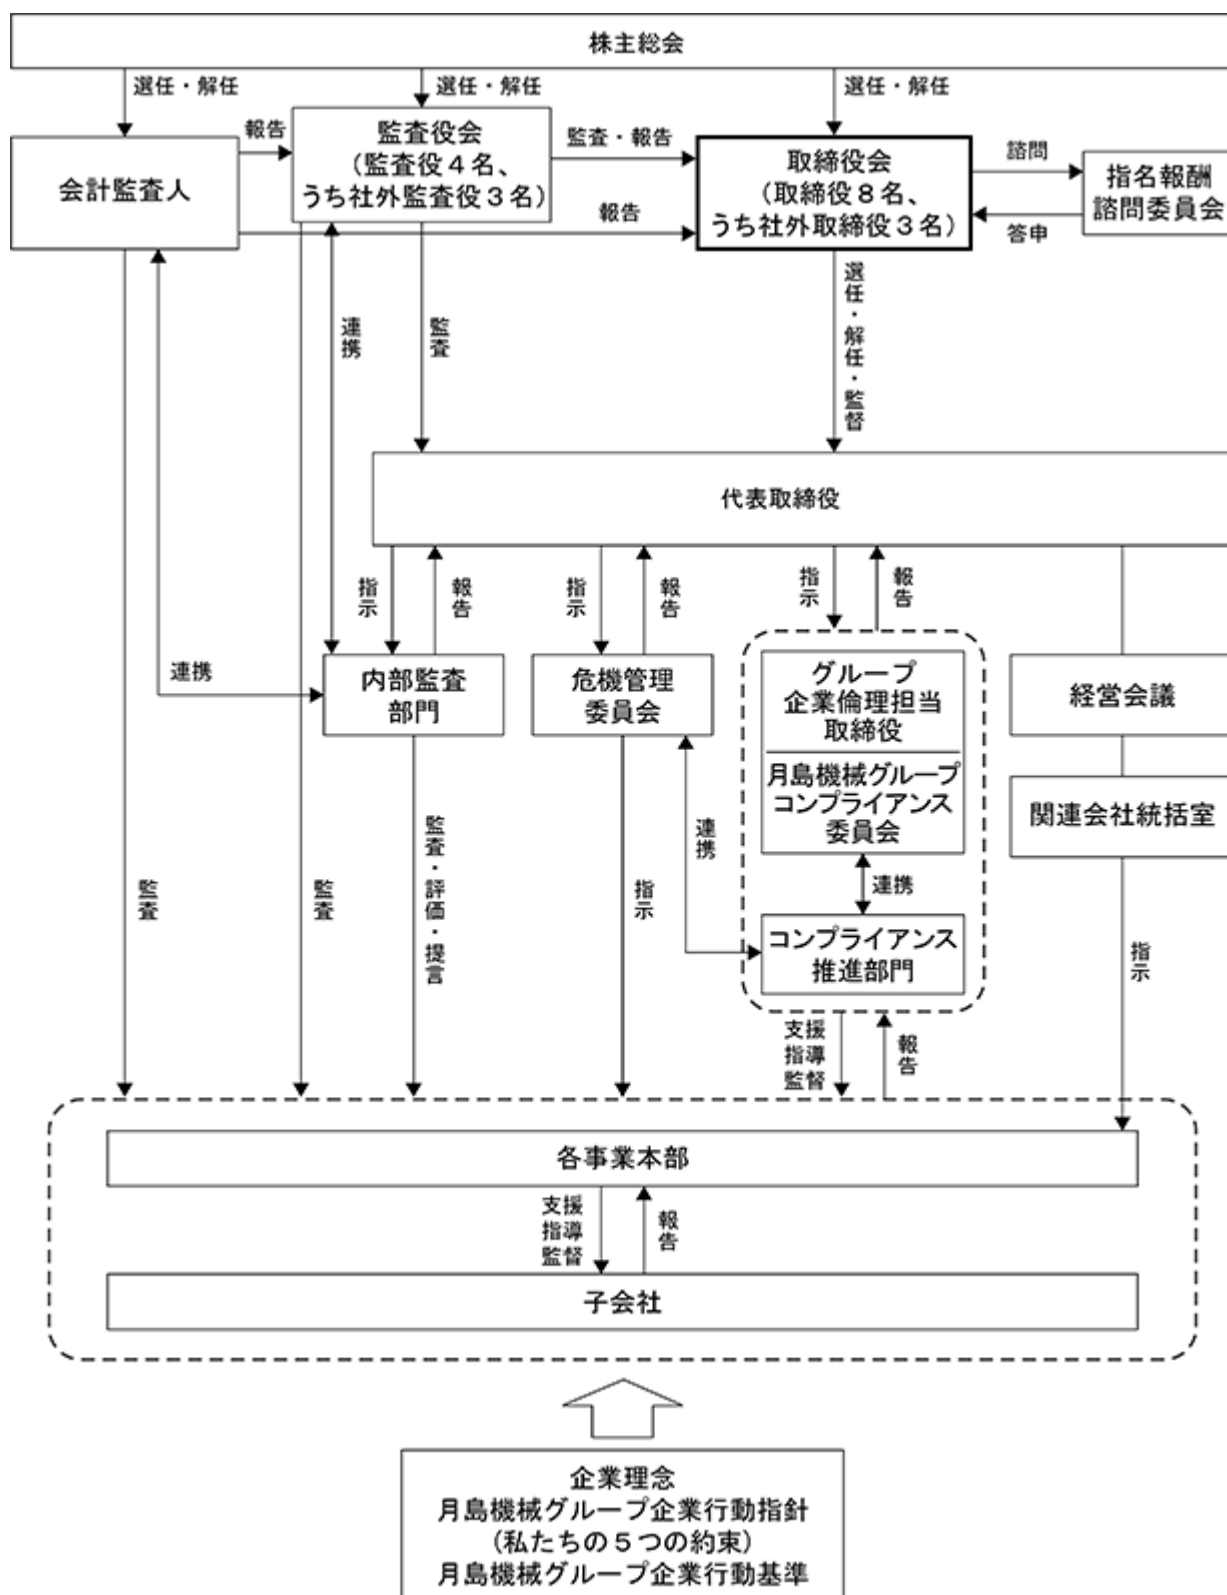 株主総会
選任・解任
選任・解任
選任・解任
会計監査人
報告
監査役会
（監査役４名、
うち社外監査役３名）
監査・報告
報告
取締役会
（取締役８名、
うち社外取締役３名）
諮問
答申
指名報酬
諮問委員会
連携
監査
選任・解任・監督
代表取締役
指示
報告
指示
報告
指示
報告
連携
内部監査
部門
危機管理
委員会
グループ
企業倫理担当
取締役
月島機械グループ
コンプライアンス
委員会
経営会議
関連会社統括室
連携
連携
コンプライアンス
推進部門
監査
監査
監査・評価・提言
指示
指示
支援
指導
監督
報告
各事業本部
支援
指導
監督
報告
子会社
企業理念
月島機械グループ企業行動指針
（私たちの５つの約束）
月島機械グループ企業行動基準